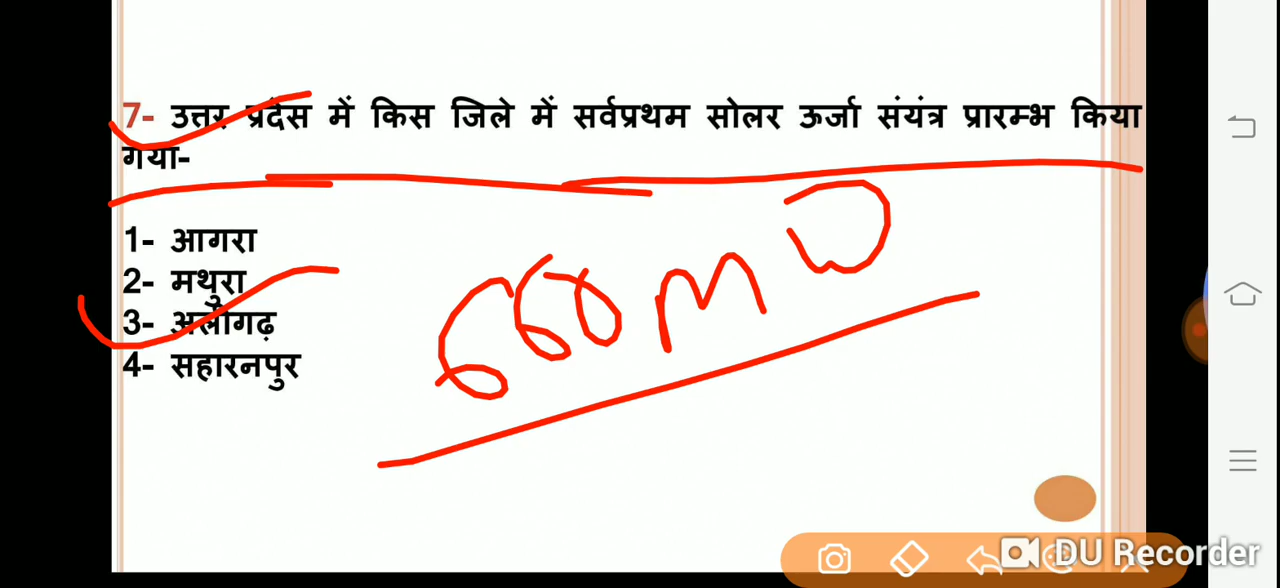 7- उत्तर प्रदेस में किस जिले में सर्वप्रथम सोलर ऊर्जा संयंत्र प्रारम्भ किया
गया-
1- आगरा
2- मथुरा
3- अलीगढ़
4- सहारनपुर
660 M
DU Recorder